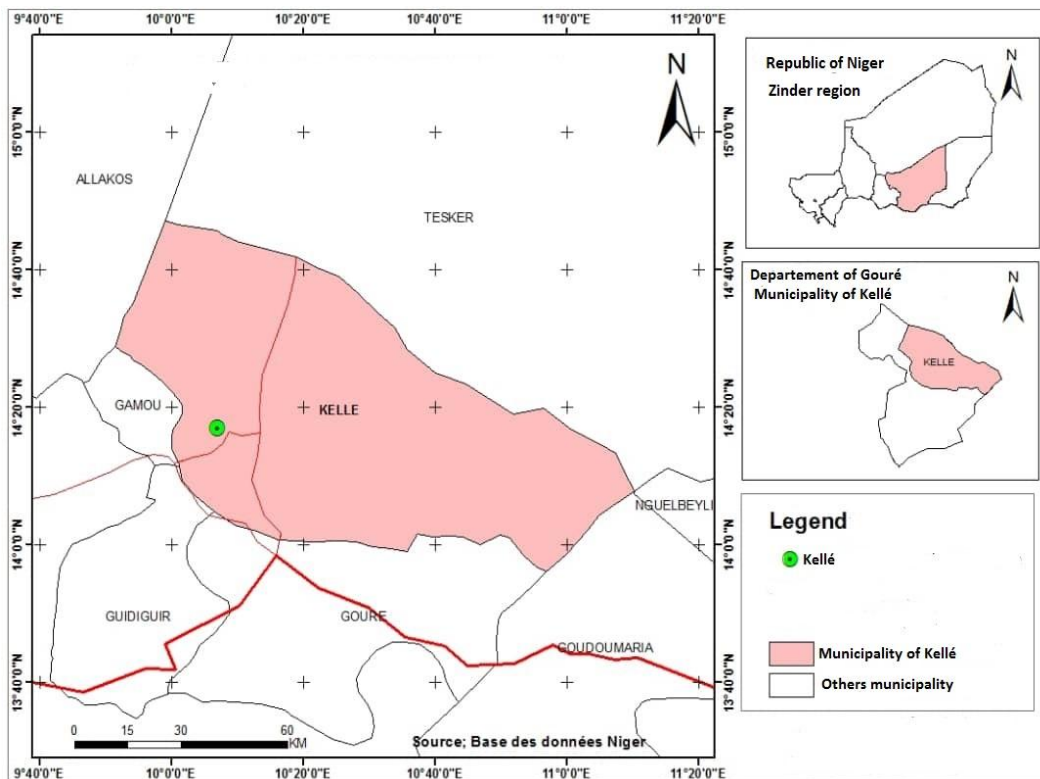 9°40'0"E 10°0'0"E 10°20'0"E 10°40'0"E 11°0'0"E 11°20'0"E
15°0'0"N
14°40'0"N
14°20'0"N
14°0'0"N
13°40'0"N
N
ALLAKOS
TESKER
GAMOU
KELLE
NGUELBEYLI
GUIDIGUIR
GOURE
GOUDOUMARIA
0 15 30 60
KM
Source; Base des données Niger
15°0'0"N
14°40'0"N
14°20'0"N
14°0'0"N
13°40'0"N
9°40'0"E 10°0'0"E 10°20'0"E 10°40'0"E 11°0'0"E 11°20'0"E
Republic of Niger
Zinder region
N
Departement of Gouré
Municipality of Kellé
N
KELLE
Legend
Kellé
Municipality of Kellé
Others municipality